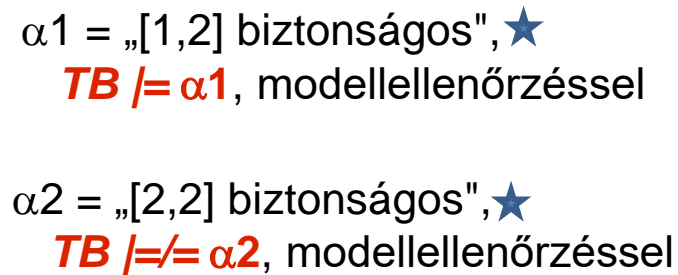 α1 = „[1,2] biztonságos",
TB |= α1, modellellenőrzéssel
α2 = „[2,2] biztonságos",
TB |=/= α2, modellellenőrzéssel